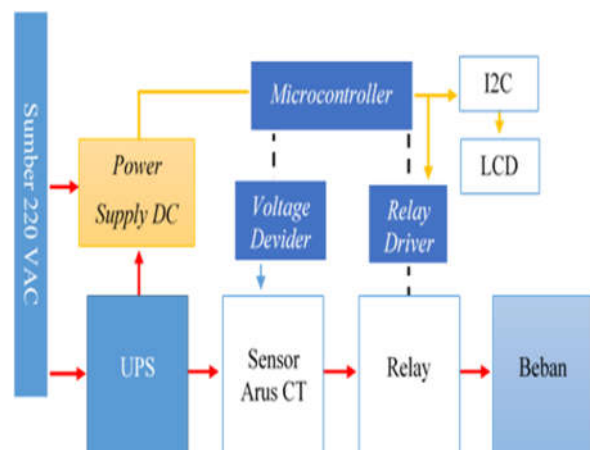 Sumber 220 VAC
Microcontroller
I2C
LCD
Power
Supply DC
Voltage
Devider
Relay
Driver
UPS
Sensor
Arus CT
Relay
Beban